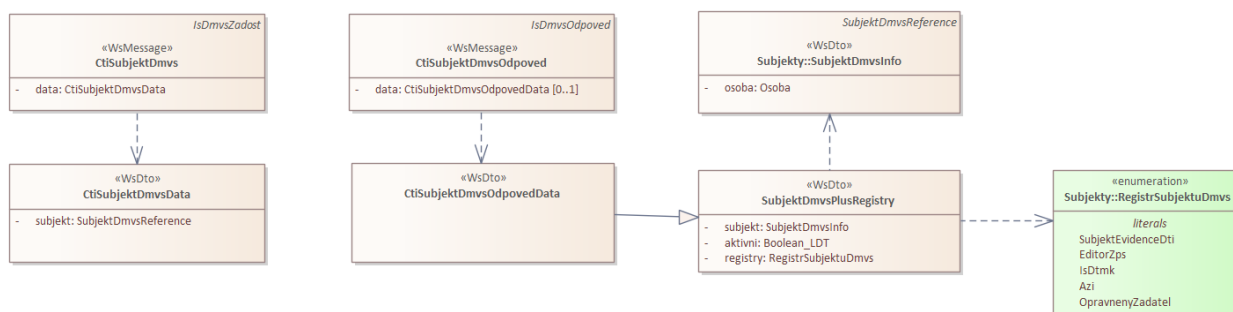 IsDmvsZadost
«WsMessage»
CtiSubjektDmvs
- data: CtiSubjektDmvsData
IsDmvsOdpoved
«WsMessage»
CtiSubjektDmvsOdpoved
- data: CtiSubjektDmvsOdpovedData [0..1]
SubjektDmvsReference
«WsDto»
Subjekty::SubjektDmvsInfo
- osoba: Osoba
«WsDto»
CtiSubjektDmvsData
- subjekt: SubjektDmvsReference
«WsDto»
CtiSubjektDmvsOdpovedData
«WsDto»
SubjektDmvsPlusRegistry
- subjekt: SubjektDmvsInfo
- aktivni: Boolean_LDT
- registry: RegistrSubjektuDmvs
«enumeration»
Subjekty::RegistrSubjektuDmvs
literals
SubjektEvidenceDti
EditorZps
IsDtmk
Azi
OpravnenyZadatel